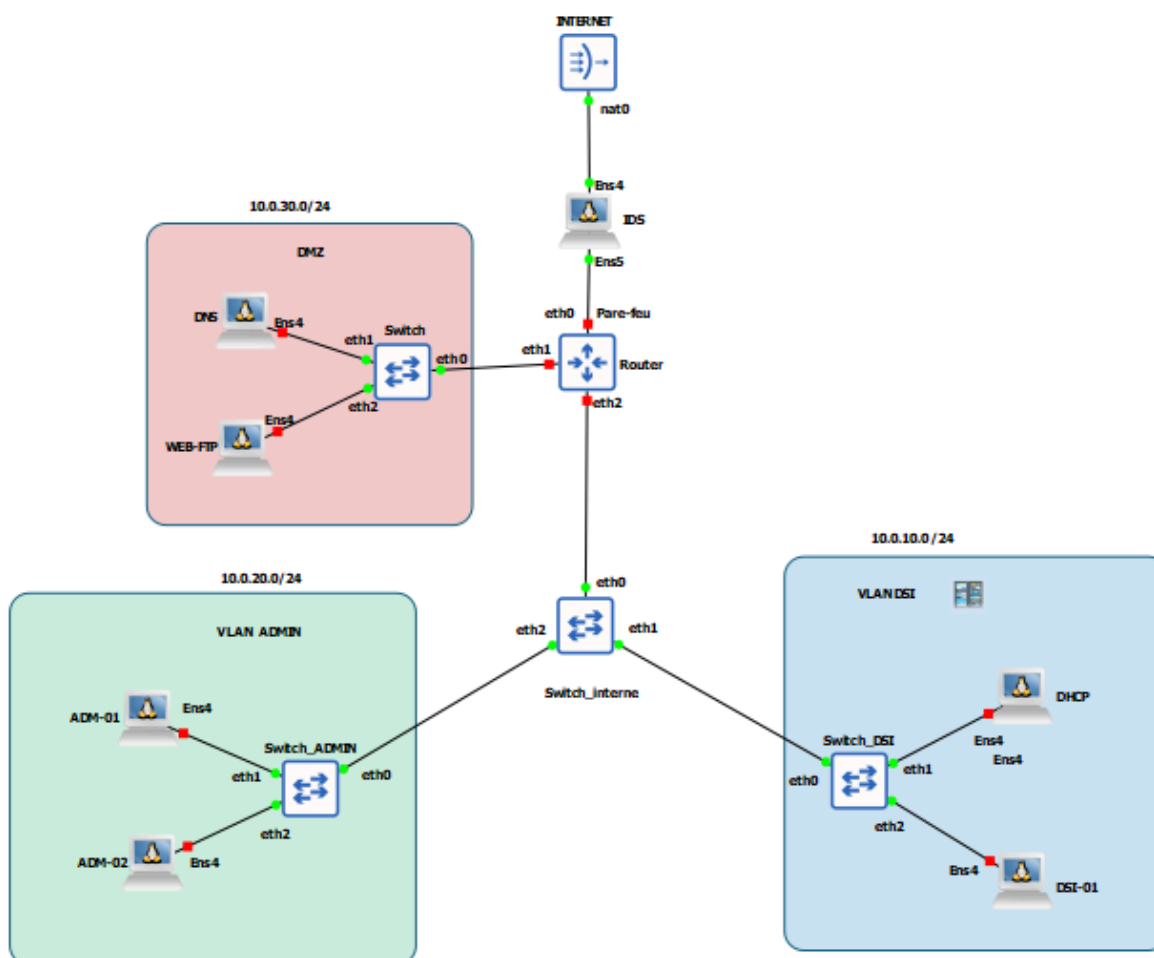 INTERNET
nat0
Ens4
IDS
Ens5
10.0.30.0/24
DMZ
DNS
Ens4
eth1
Switch
eth0
eth2
Ens4
WEB-FTP
eth0
Pare-feu
eth1
Router
eth2
10.0.20.0/24
VLAN ADMIN
ADM-01
Ens4
Switch_ADMIN
eth1
eth0
eth2
ADM-02
Ens4
eth0
eth2
eth1
Switch_interne
10.0.10.0/24
VLAN DSI
DHCP
Ens4
Ens4
Switch_DSI
eth0
eth1
eth2
Ens4
DSI-01